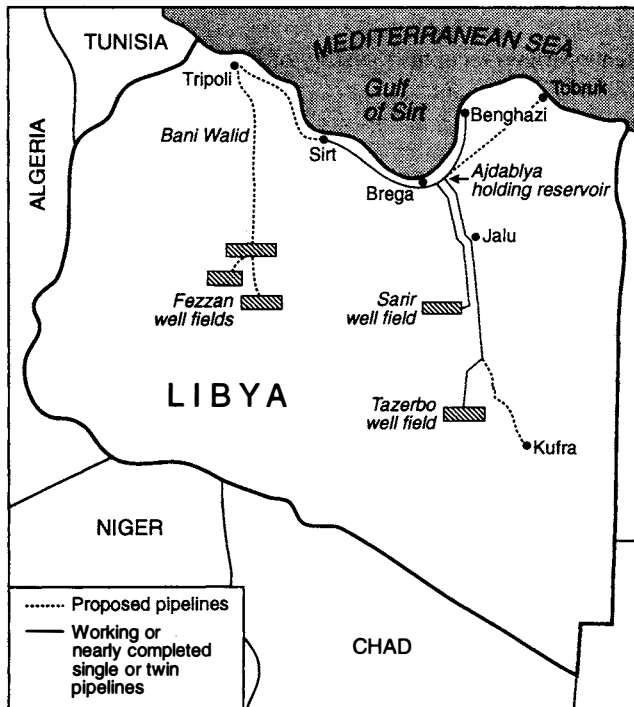 TUNISIA
MEDITERRANEAN SEA
Tripoli
Gulf
of Sirt
Tobruk
Benghazi
Bani Walid
Sirt
ALGERIA
Brega
Ajdablya
holding reservoir
Jalu
Fezzan
well fields
Sarir
well field
LIBYA
Tazerbo
well field
Kufra
NIGER
CHAD
Proposed pipelines
Working or
nearly completed
single or twin
pipelines